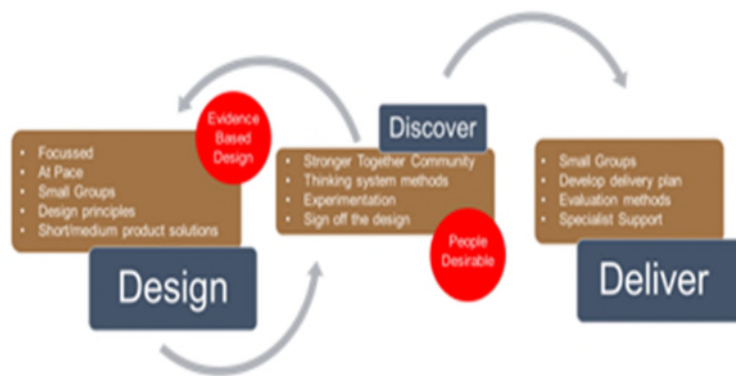 Focussed
At Pace
Small Groups
Design principles
Short/medium product solutions
Design
Evidence
Based
Design
Discover
Stronger Together Community
Thinking system methods
Experimentation
Sign off the design
People
Desirable
Small Groups
Develop delivery plan
Evaluation methods
Specialist Support
Deliver